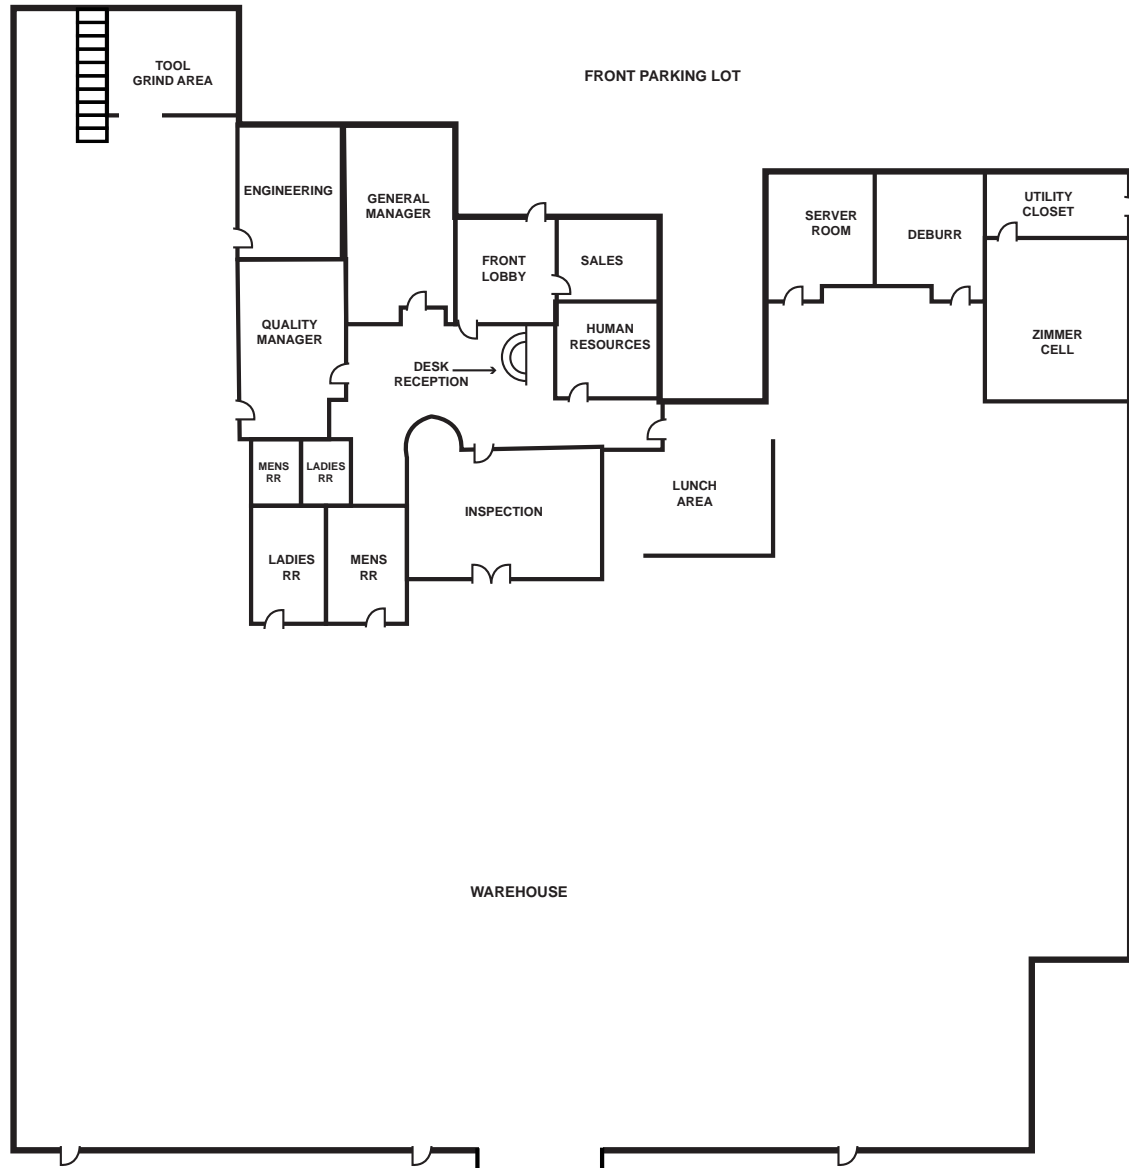 TOOL
GRIND AREA
FRONT PARKING LOT
ENGINEERING
GENERAL
MANAGER
UTILITY
CLOSET
SERVER
ROOM
DEBURR
FRONT
LOBBY
SALES
QUALITY
MANAGER
HUMAN
RESOURCES
ZIMMER
CELL
DESK
RECEPTION
MENS
RR
LADIES
RR
LUNCH
AREA
INSPECTION
LADIES
RR
MENS
RR
WAREHOUSE